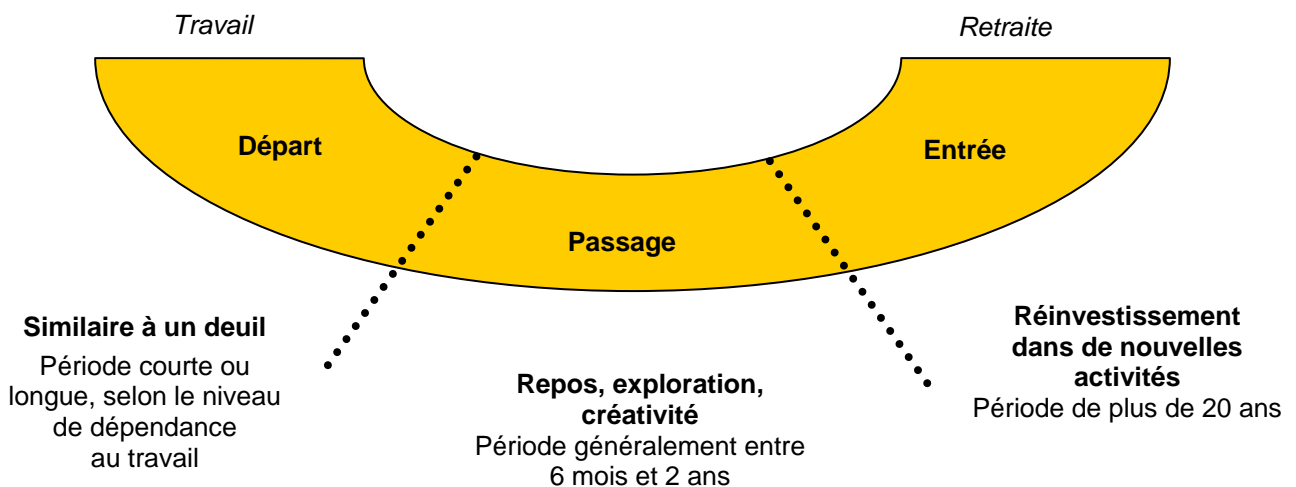 Travail
Retraite
Départ
Entrée
Passage
Similaire à un deuil
Période courte ou
longue, selon le niveau
de dépendance
au travail
Repos, exploration,
créativité
Période généralement entre
6 mois et 2 ans
Réinvestissement
dans de nouvelles
activités
Période de plus de 20 ans